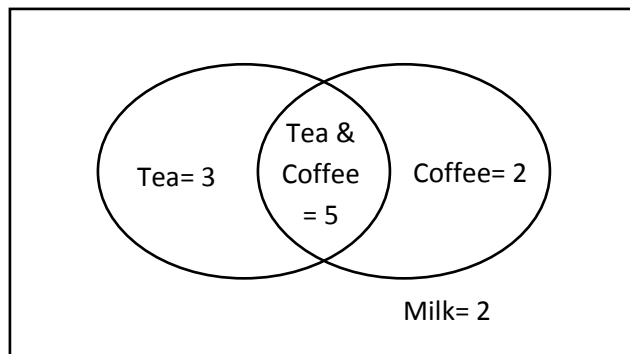 Tea= 3
Tea &
Coffee
= 5
Coffee= 2
Milk= 2